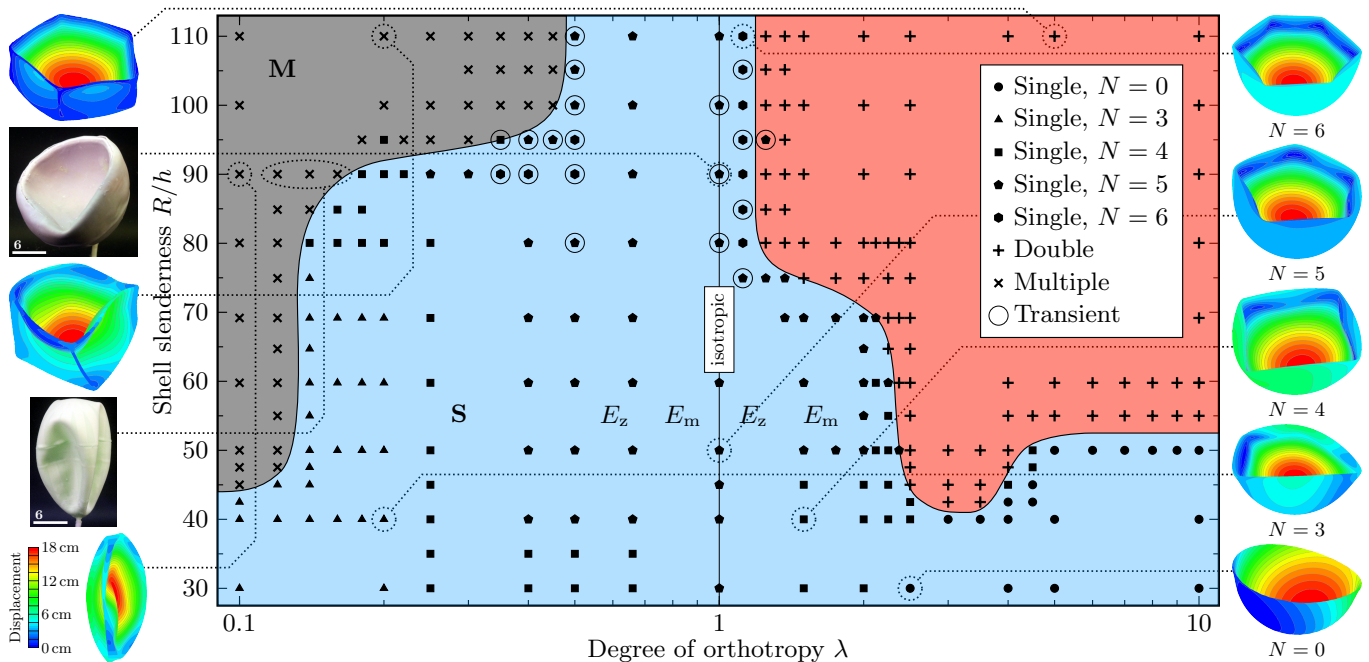 110
100
90
80
70
60
50
40
30
Shell slenderness R/h
0.1
1
10
Degree of orthotropy λ
M
S
E_z
E_m
E_z
E_m
isotropic
Single, N = 0
Single, N = 3
Single, N = 4
Single, N = 5
Single, N = 6
Double
Multiple
Transient
6
6
Displacement
18 cm
12 cm
6 cm
0 cm
N = 6
N = 5
N = 4
N = 3
N = 0